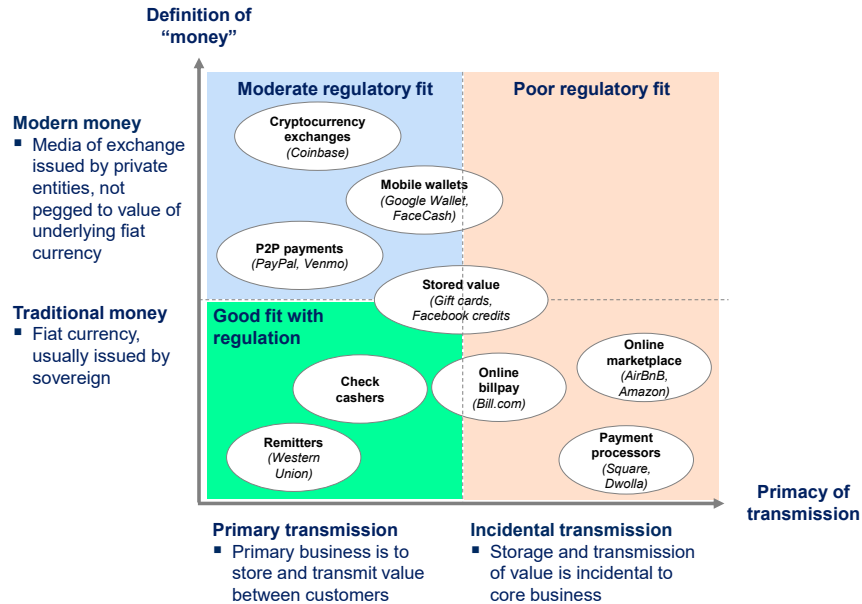 Definition of
“money”
Moderate regulatory fit
Poor regulatory fit
Modern money
▪ Media of exchange
issued by private
entities, not
pegged to value of
underlying fiat
currency
Cryptocurrency
exchanges
(Coinbase)
Mobile wallets
(Google Wallet,
FaceCash)
P2P payments
(PayPal, Venmo)
Stored value
(Gift cards,
Facebook credits
Traditional money
▪ Fiat currency,
usually issued by
sovereign
Good fit with
regulation
Check
cashers
Online
billpay
(Bill.com)
Online
marketplace
(AirBnB,
Amazon)
Remitters
(Western
Union)
Payment
processors
(Square,
Dwolla)
Primacy of
transmission
Primary transmission
▪ Primary business is to
store and transmit value
between customers
Incidental transmission
▪ Storage and transmission
of value is incidental to
core business